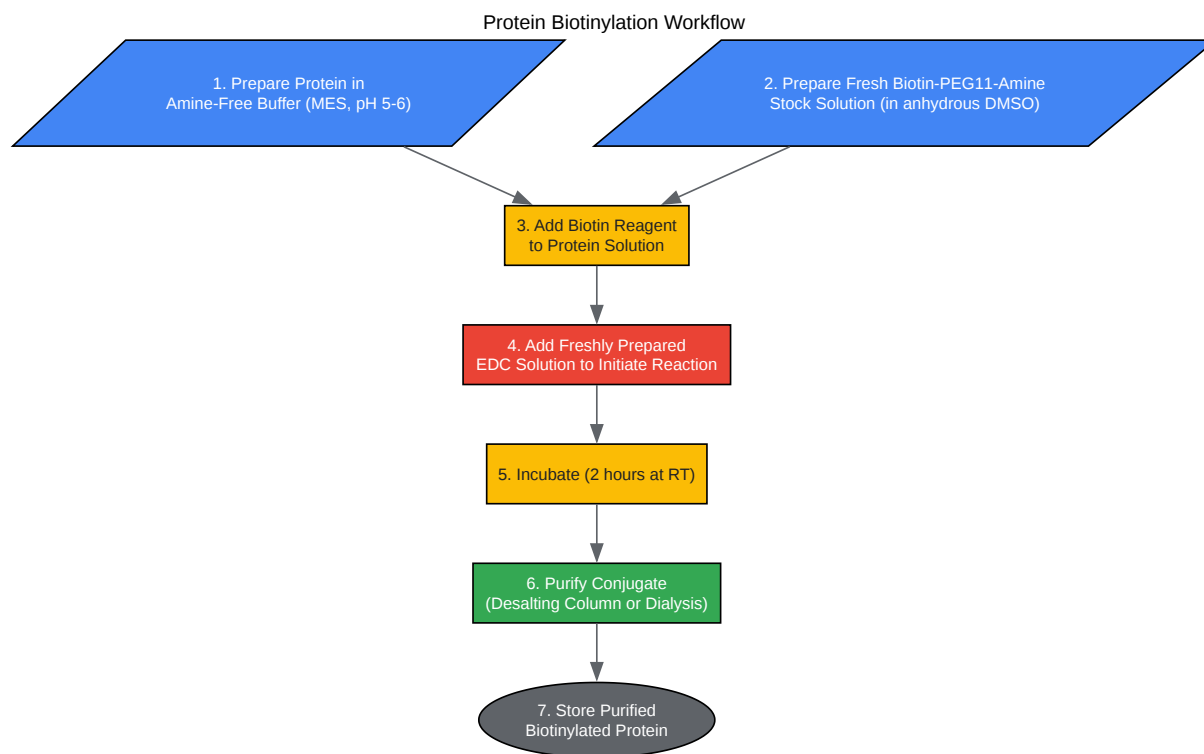 Protein Biotinylation Workflow
1. Prepare Protein in
Amine-Free Buffer (MES, pH 5-6)
2. Prepare Fresh Biotin-PEG11-Amine
Stock Solution (in anhydrous DMSO)
3. Add Biotin Reagent
to Protein Solution
4. Add Freshly Prepared
EDC Solution to Initiate Reaction
5. Incubate (2 hours at RT)
6. Purify Conjugate
(Desalting Column or Dialysis)
7. Store Purified
Biotinylated Protein